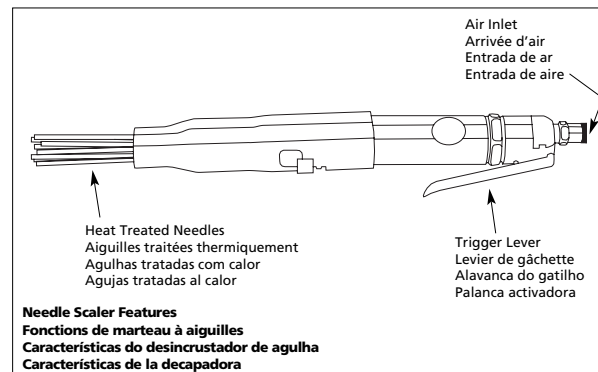 Air Inlet
Arrivée d'air
Entrada de ar
Entrada de aire
Heat Treated Needles
Aiguilles traitées thermiquement
Agulhas tratadas com calor
Agujas tratadas al calor
Trigger Lever
Levier de gâchette
Alavanca do gatilho
Palanca activadora
Needle Scaler Features
Fonctions de marteau à aiguilles
Características do desincrustador de agulha
Características de la decapadora